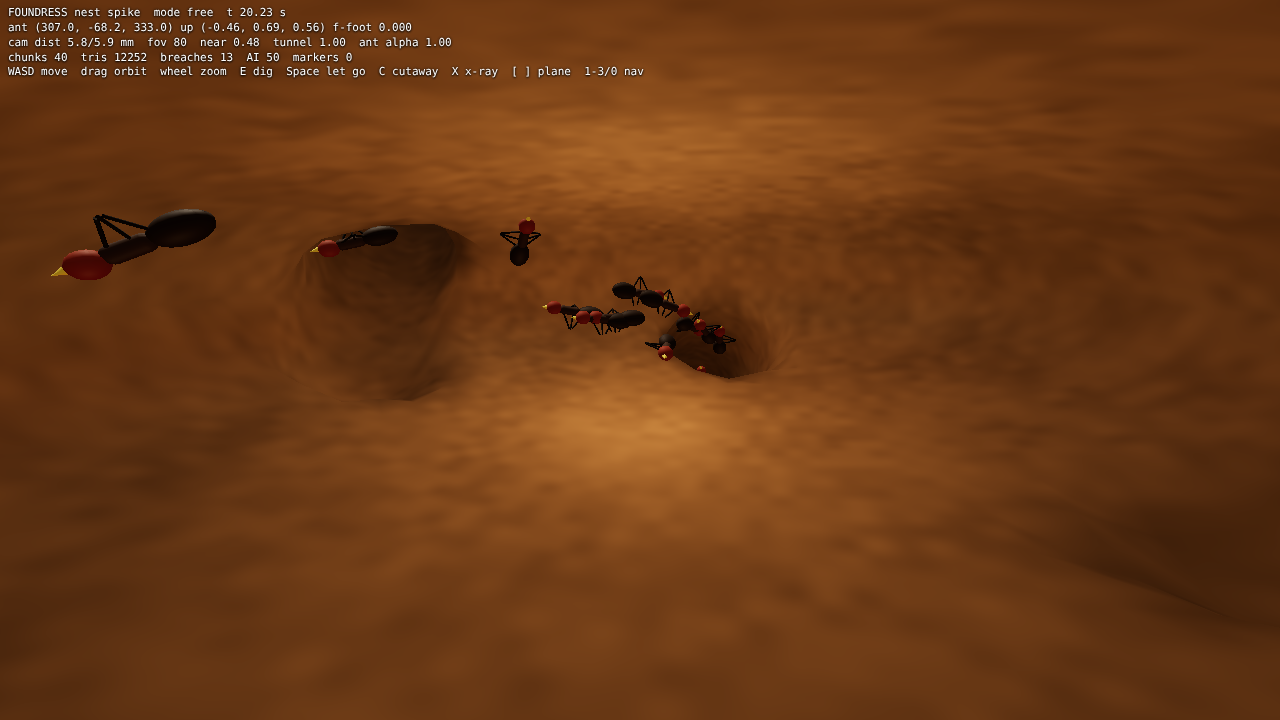 FOUNDRESS nest spike  mode free  t 20.23 s
ant (307.0, -68.2, 333.0) up (-0.46, 0.69, 0.56) f-foot 0.000
cam dist 5.8/5.9 mm  fov 80  near 0.48  tunnel 1.00  ant alpha 1.00
chunks 40  tris 12252  breaches 13  AI 50  markers 0
WASD move  drag orbit  wheel zoom  E dig  Space let go  C cutaway  X x-ray  [ ] plane  1-3/0 nav